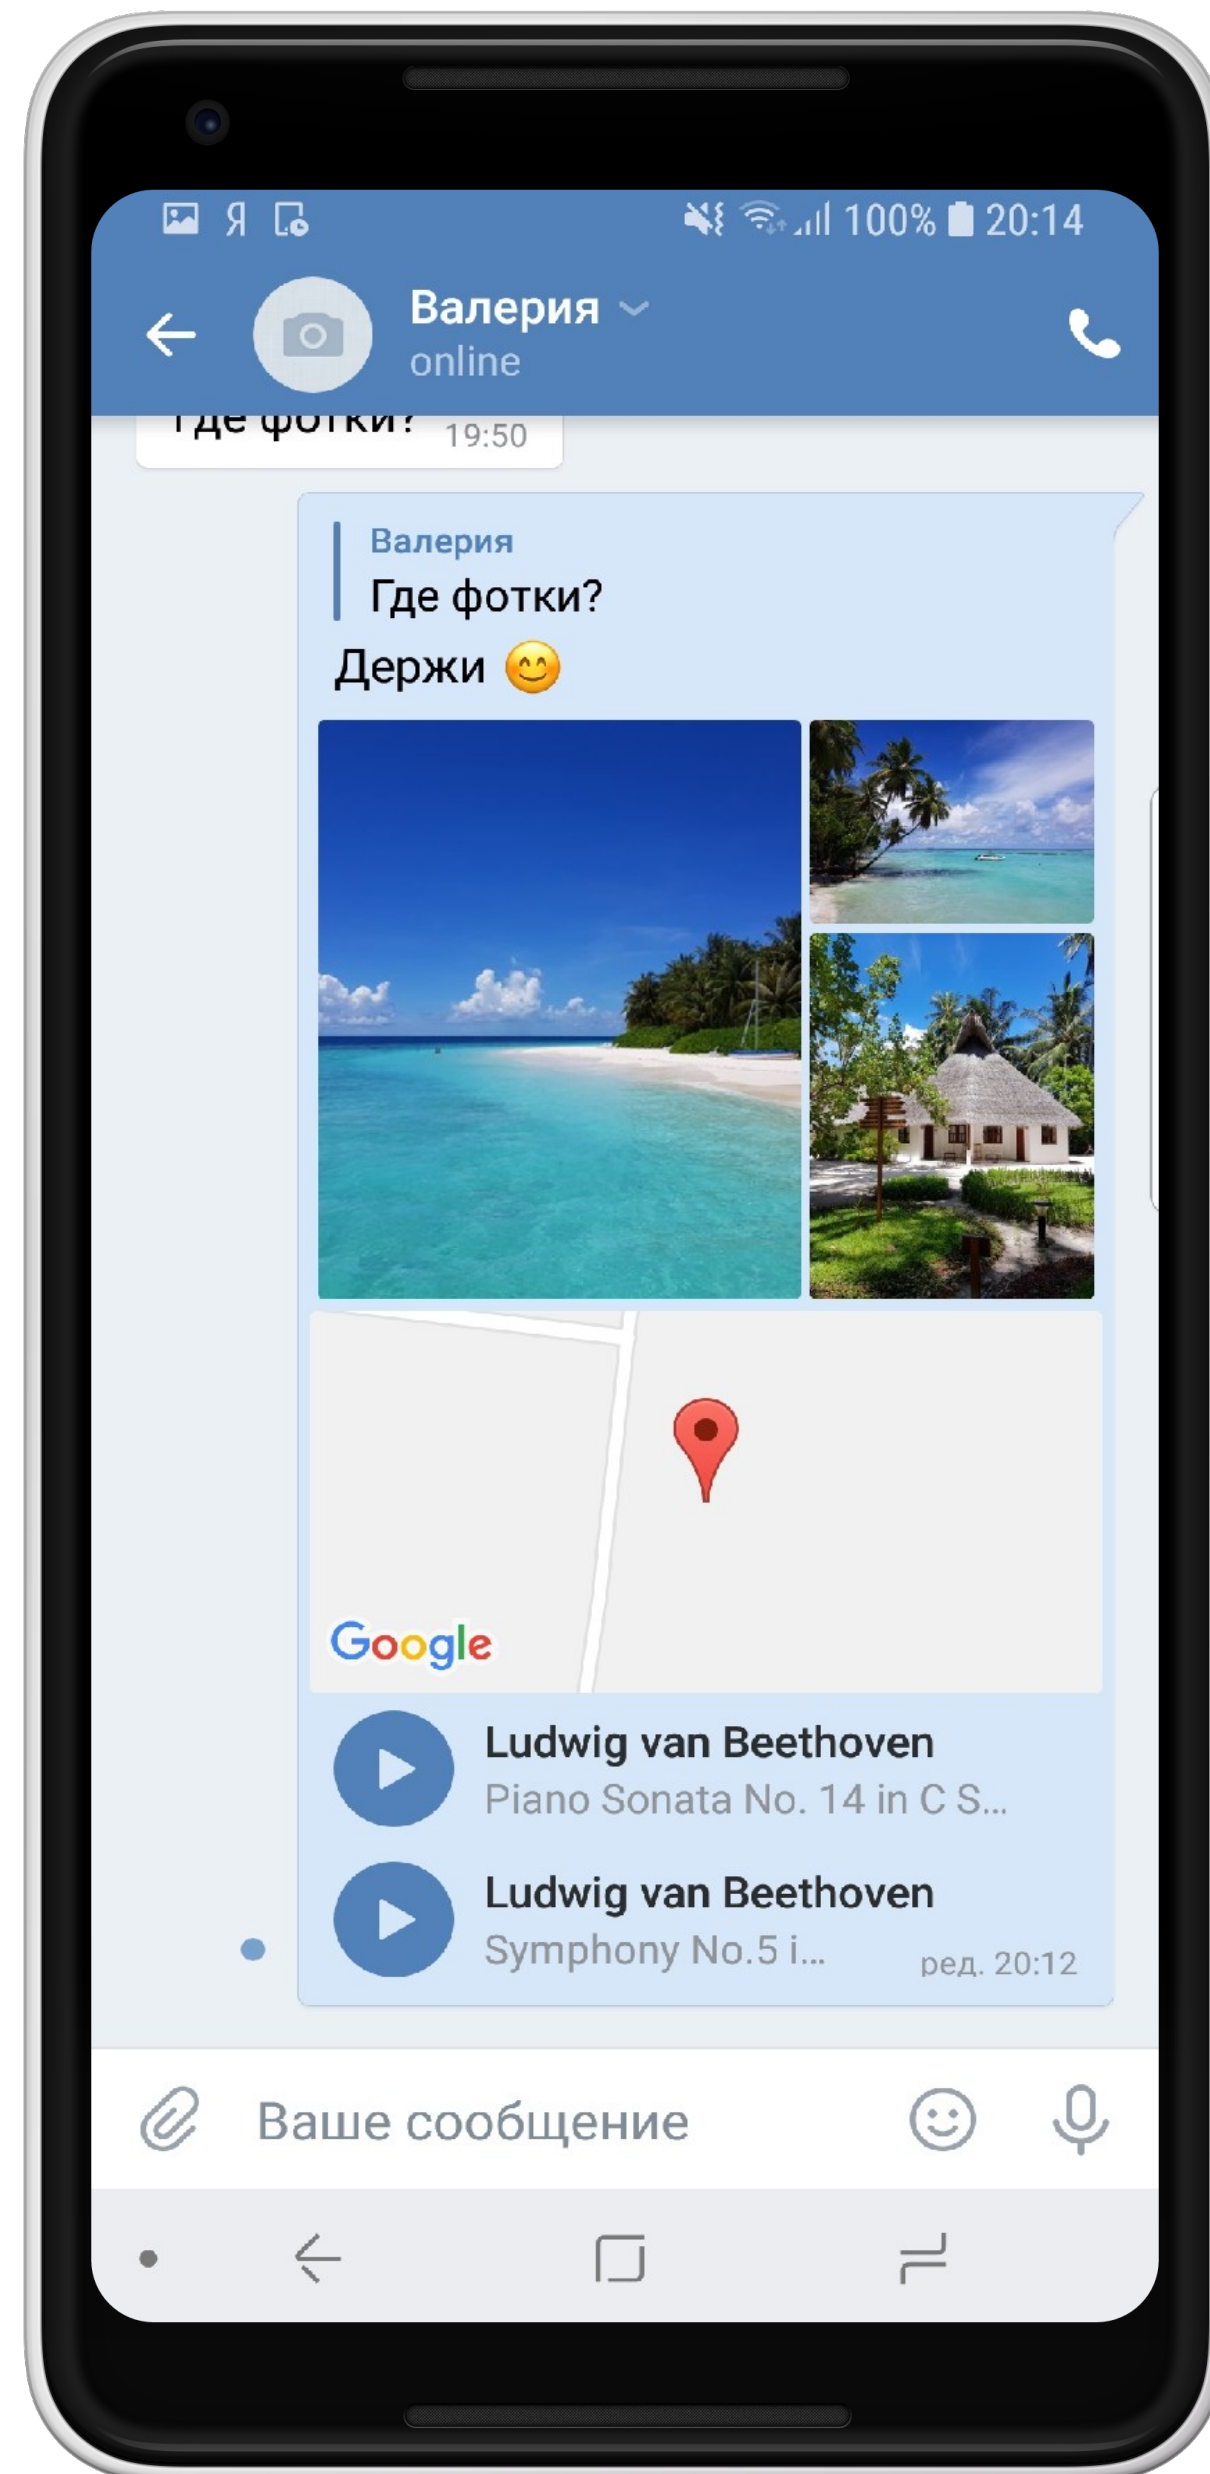 Я 100% 20:14
Валерия
online
Где фотки? 19:50
Валерия
Где фотки?
Держи 😊
Google
Ludwig van Beethoven
Piano Sonata No. 14 in C S...
Ludwig van Beethoven
Symphony No.5 i... ред. 20:12
Ваше сообщение